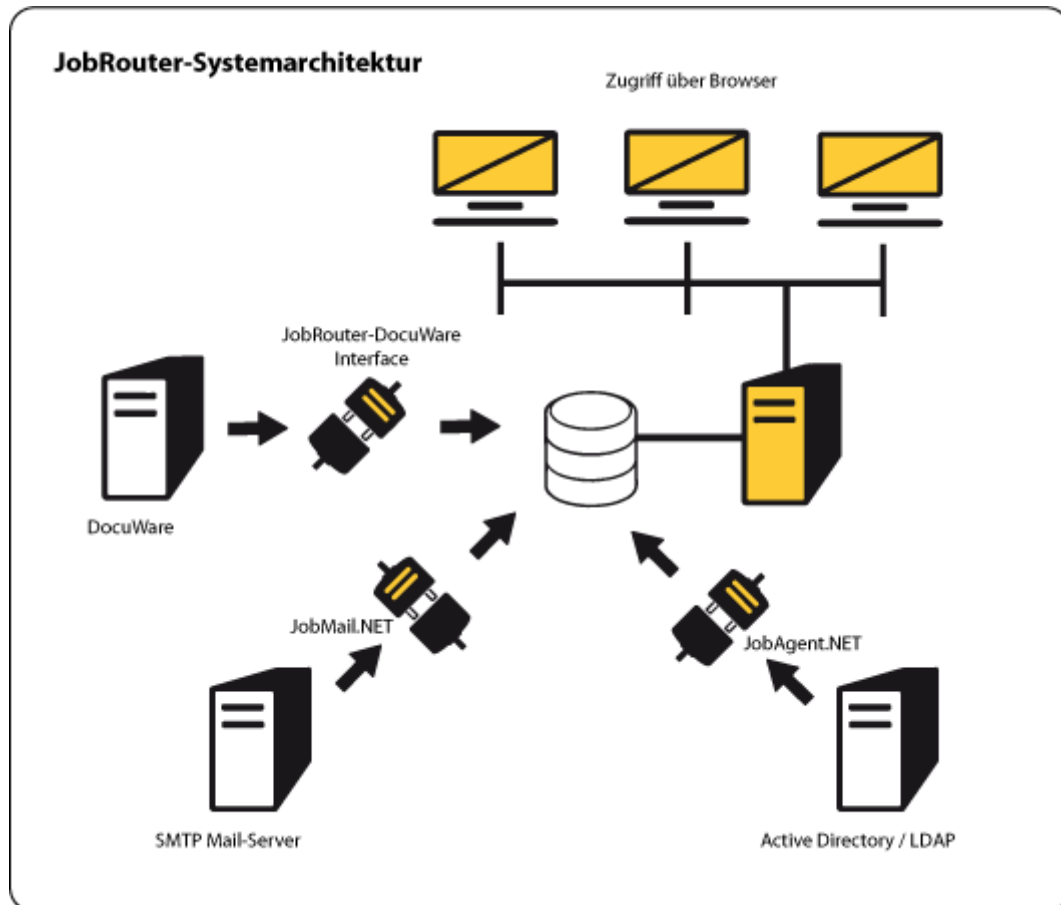 JobRouter-Systemarchitektur
Zugriff über Browser
JobRouter-DocuWare
Interface
DocuWare
JobMail.NET
JobAgent.NET
SMTP Mail-Server
Active Directory / LDAP